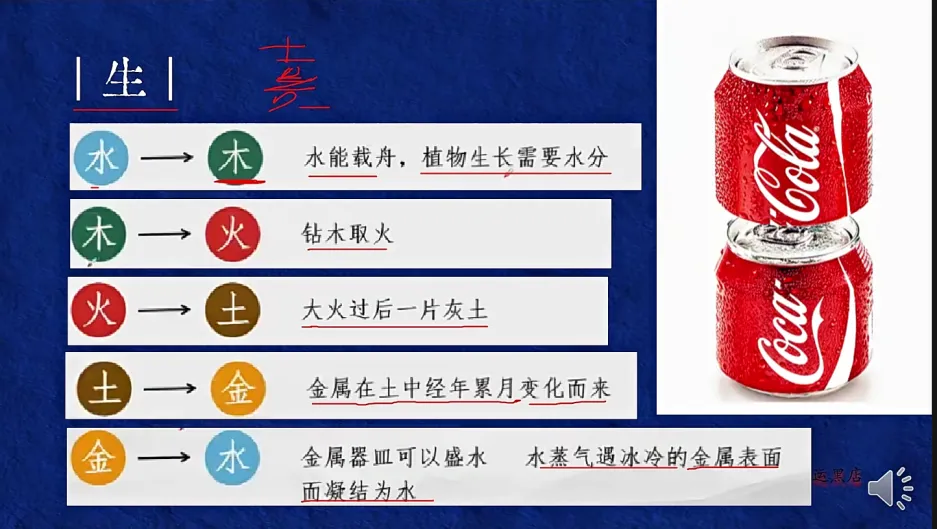 |生|
水 → 木 水能载舟，植物生长需要水分
木 → 火 钻木取火
火 → 土 大火过后一片灰土
土 → 金 金属在土中经年累月变化而来
金 → 水 金属器皿可以盛水 水蒸气遇冰冷的金属表面
而凝结为水
Coca-Cola